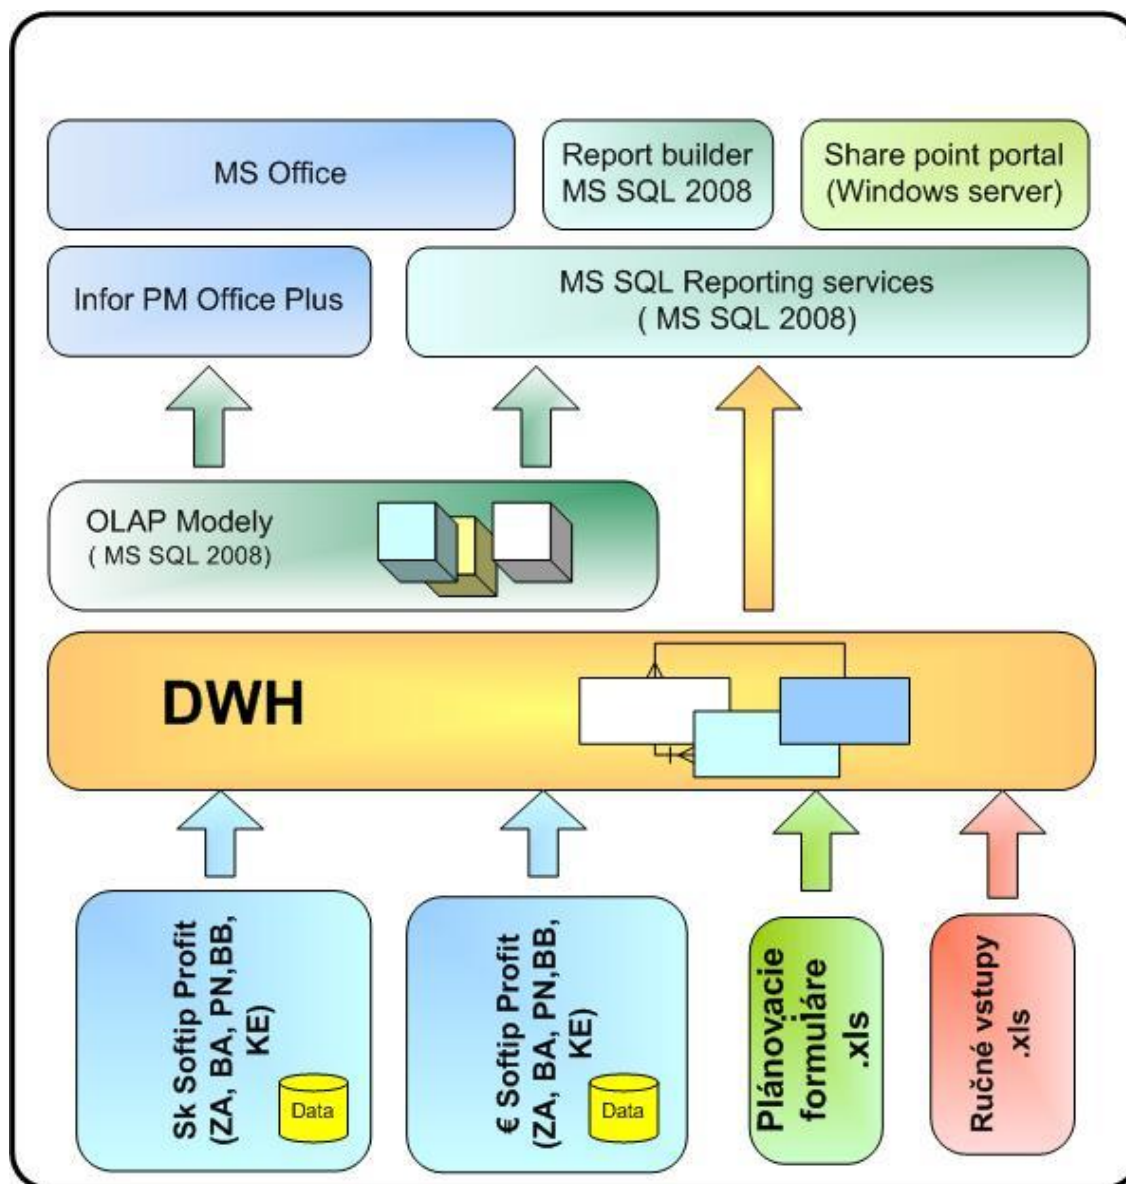 MS Office
Report builder
MS SQL 2008
Share point portal
(Windows server)
Infor PM Office Plus
MS SQL Reporting services
( MS SQL 2008)
OLAP Modely
( MS SQL 2008)
DWH
Sk Softip Profit
(ZA, BA, PN,BB,
KE)
Data
€ Softip Profit
(ZA, BA, PN,BB,
KE)
Data
Plánovacie
formuláre
.xls
Ručné vstupy
.xls